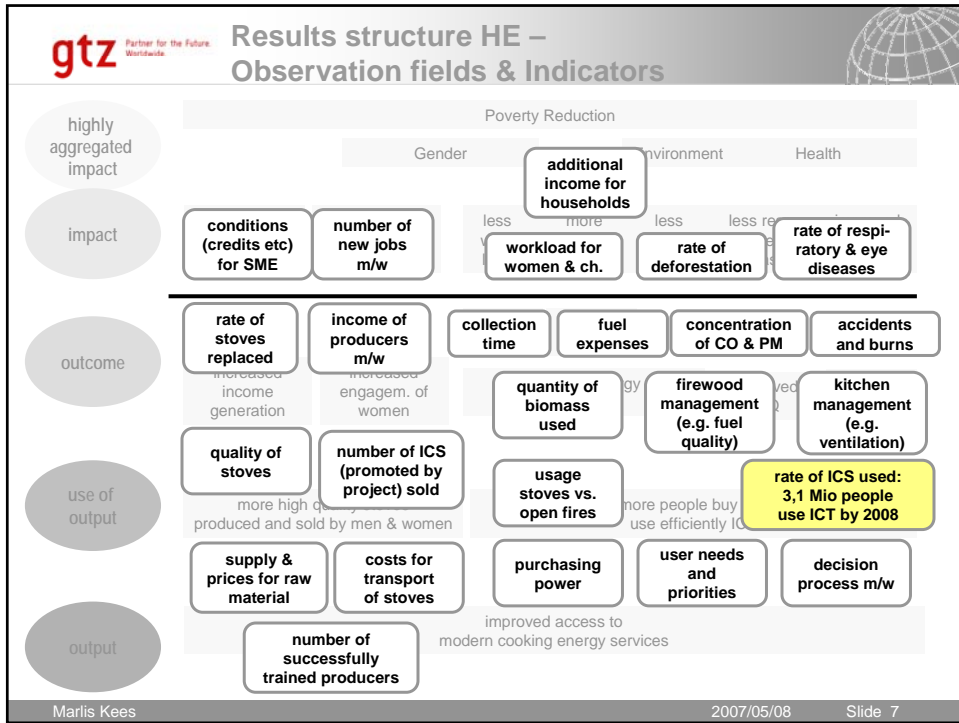 gtz
Partner for the Future.
Worldwide.
Results structure HE –
Observation fields & Indicators
highly
aggregated
impact
Poverty Reduction
Gender
Environment
Health
additional
income for
households
impact
conditions
(credits etc)
for SME
number of
new jobs
m/w
less
more
less
less
workload for
women & ch.
rate of
deforestation
rate of respi-
ratory & eye
diseases
outcome
rate of
stoves
replaced
income of
producers
m/w
collection
time
fuel
expenses
concentration
of CO & PM
accidents
and burns
increased
income
generation
increased
engagem. of
women
quantity of
biomass
used
firewood
management
(e.g. fuel
quality)
kitchen
management
(e.g.
ventilation)
use of
output
quality of
stoves
number of ICS
(promoted by
project) sold
usage
stoves vs.
open fires
rate of ICS used:
3,1 Mio people
use ICT by 2008
more high
produced and sold by men & women
more people buy
use efficiently
supply &
prices for raw
material
costs for
transport
of stoves
purchasing
power
user needs
and
priorities
decision
process m/w
output
improved access to
modern cooking energy services
number of
successfully
trained producers
Marlis Kees
2007/05/08
Slide 7